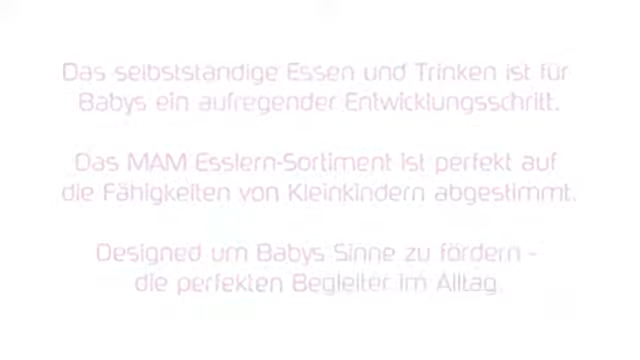 Das selbstständige Essen und Trinken ist für
Babys ein aufregender Entwicklungsschritt.
Das MAM Esslern-Sortiment ist perfekt auf
die Fähigkeiten von Kleinkindern abgestimmt.
Designed um Babys Sinne zu fördern -
die perfekten Begleiter im Alltag.